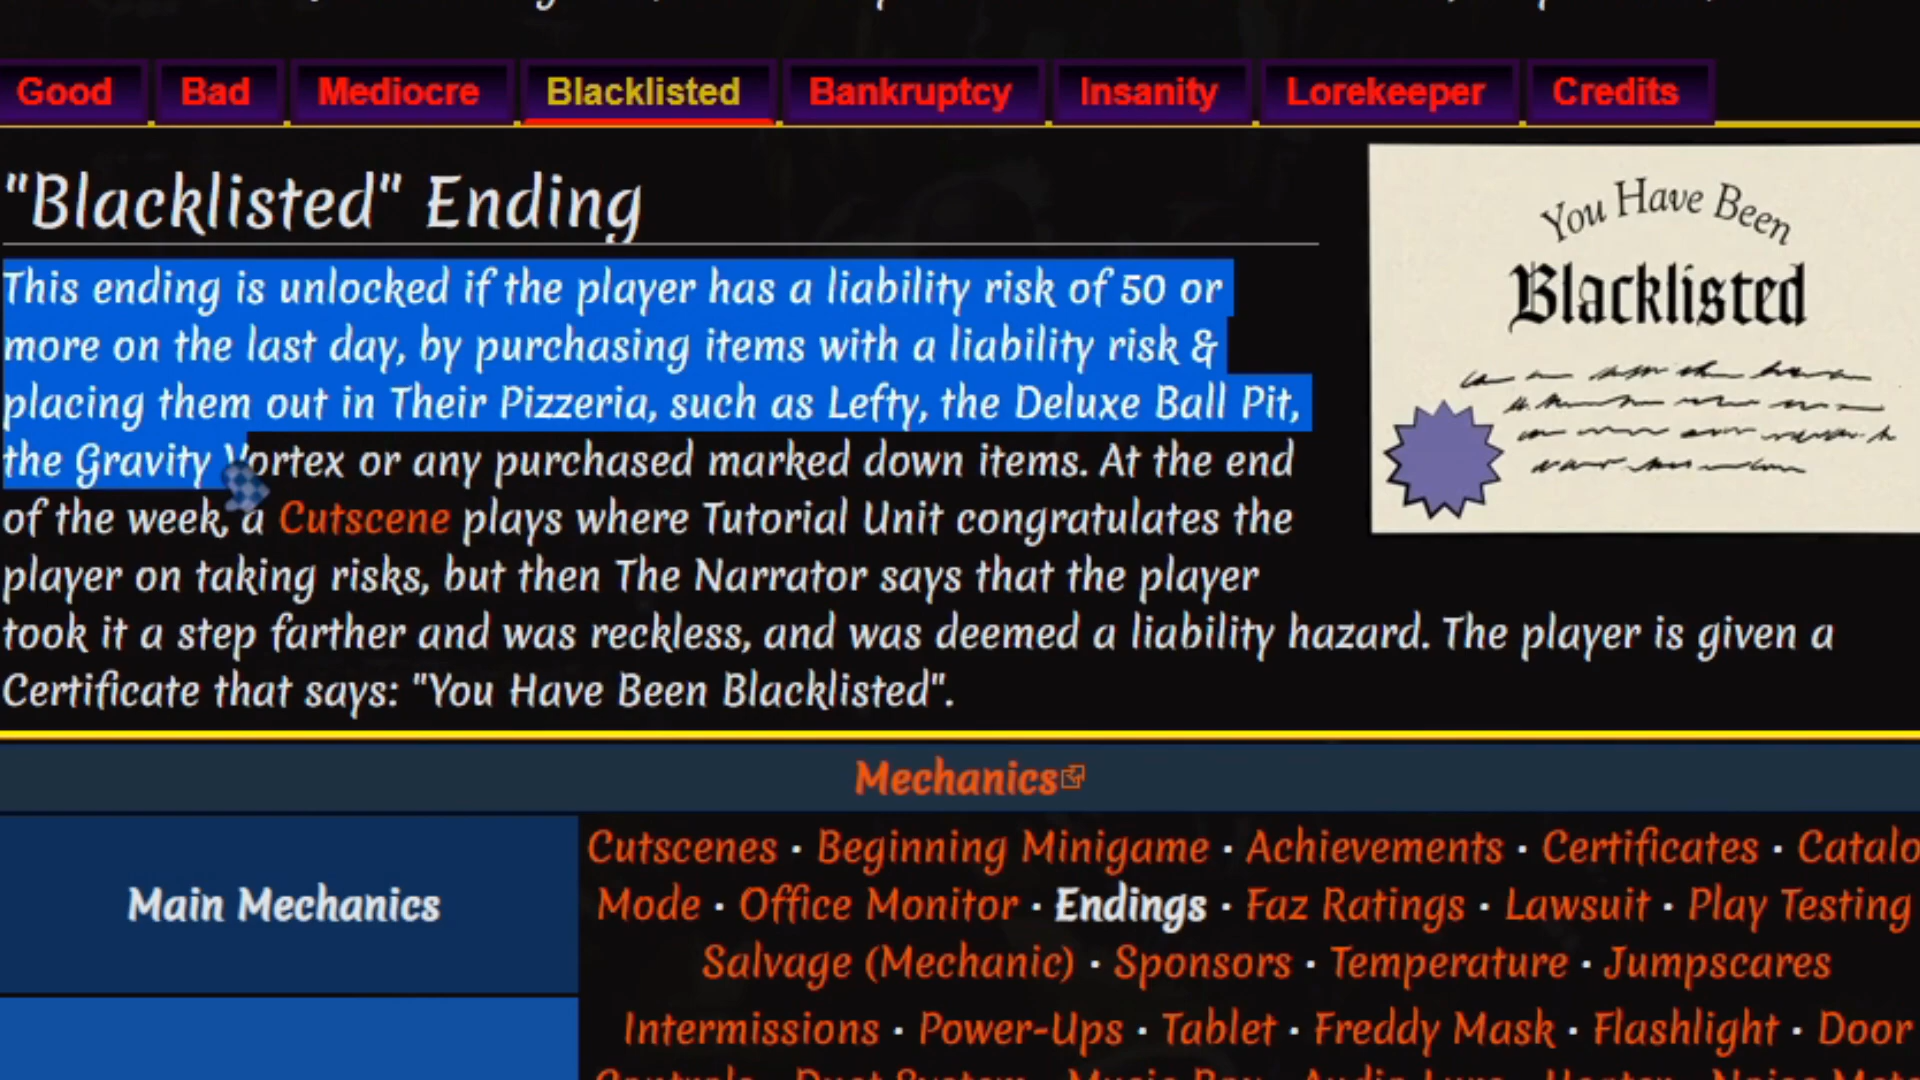 Good Bad Mediocre Blacklisted Bankruptcy Insanity Lorekeeper Credits
"Blacklisted" Ending
This ending is unlocked if the player has a liability risk of 50 or
more on the last day, by purchasing items with a liability risk &
placing them out in Their Pizzeria, such as Lefty, the Deluxe Ball Pit,
the Gravity Vortex or any purchased marked down items. At the end
of the week, a Cutscene plays where Tutorial Unit congratulates the
player on taking risks, but then The Narrator says that the player
took it a step farther and was reckless, and was deemed a liability hazard. The player is given a
Certificate that says: "You Have Been Blacklisted".
You Have Been
Blacklisted
Mechanics
Main Mechanics
Cutscenes · Beginning Minigame · Achievements · Certificates · Catalo
Mode · Office Monitor · Endings · Faz Ratings · Lawsuit · Play Testing
Salvage (Mechanic) · Sponsors · Temperature · Jumpscares
Intermissions · Power-Ups · Tablet · Freddy Mask · Flashlight · Door